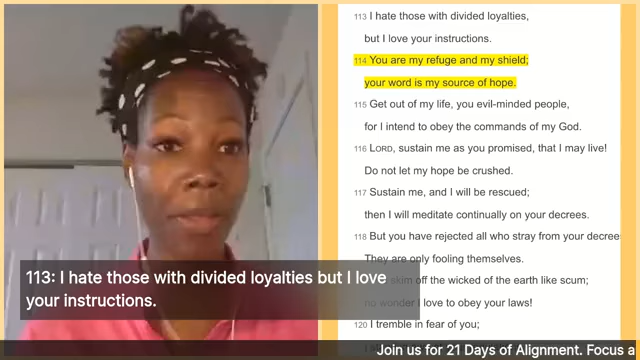 113 I hate those with divided loyalties,
but I love your instructions.
114 You are my refuge and my shield;
your word is my source of hope.
115 Get out of my life, you evil-minded people,
for I intend to obey the commands of my God.
116 LORD, sustain me as you promised, that I may live!
Do not let my hope be crushed.
117 Sustain me, and I will be rescued;
then I will meditate continually on your decrees.
118 But you have rejected all who stray from your decree
They are only fooling themselves.
skim off the wicked of the earth like scum;
no wonder I love to obey your laws!
120 I tremble in fear of you;
113: I hate those with divided loyalties but I love
your instructions.
Join us for 21 Days of Alignment. Focus a